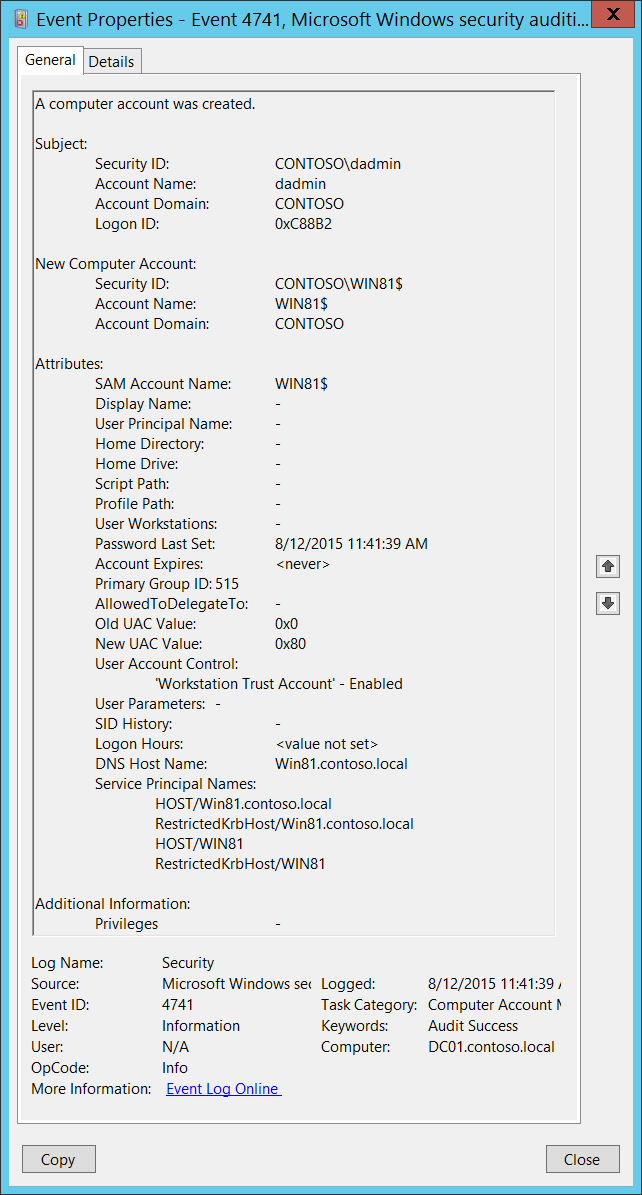 Event Properties - Event 4741, Microsoft Windows security auditi...
X
General Details
A computer account was created.
Subject:
Security ID: CONTOSO\dadmin
Account Name: dadmin
Account Domain: CONTOSO
Logon ID: 0xC88B2
New Computer Account:
Security ID: CONTOSO\WIN81$
Account Name: WIN81$
Account Domain: CONTOSO
Attributes:
SAM Account Name: WIN81$
Display Name: -
User Principal Name: -
Home Directory: -
Home Drive: -
Script Path: -
Profile Path: -
User Workstations: -
Password Last Set: 8/12/2015 11:41:39 AM
Account Expires: <never>
Primary Group ID: 515
AllowedToDelegateTo: -
Old UAC Value: 0x0
New UAC Value: 0x80
User Account Control:
'Workstation Trust Account' - Enabled
User Parameters: -
SID History: -
Logon Hours: <value not set>
DNS Host Name: Win81.contoso.local
Service Principal Names:
HOST/Win81.contoso.local
RestrictedKrbHost/Win81.contoso.local
HOST/WIN81
RestrictedKrbHost/WIN81
Additional Information:
Privileges -
Log Name: Security
Source: Microsoft Windows sec Logged: 8/12/2015 11:41:39
Event ID: 4741 Task Category: Computer Account
Level: Information Keywords: Audit Success
User: N/A Computer: DC01.contoso.local
OpCode: Info
More Information: Event Log Online
Copy Close